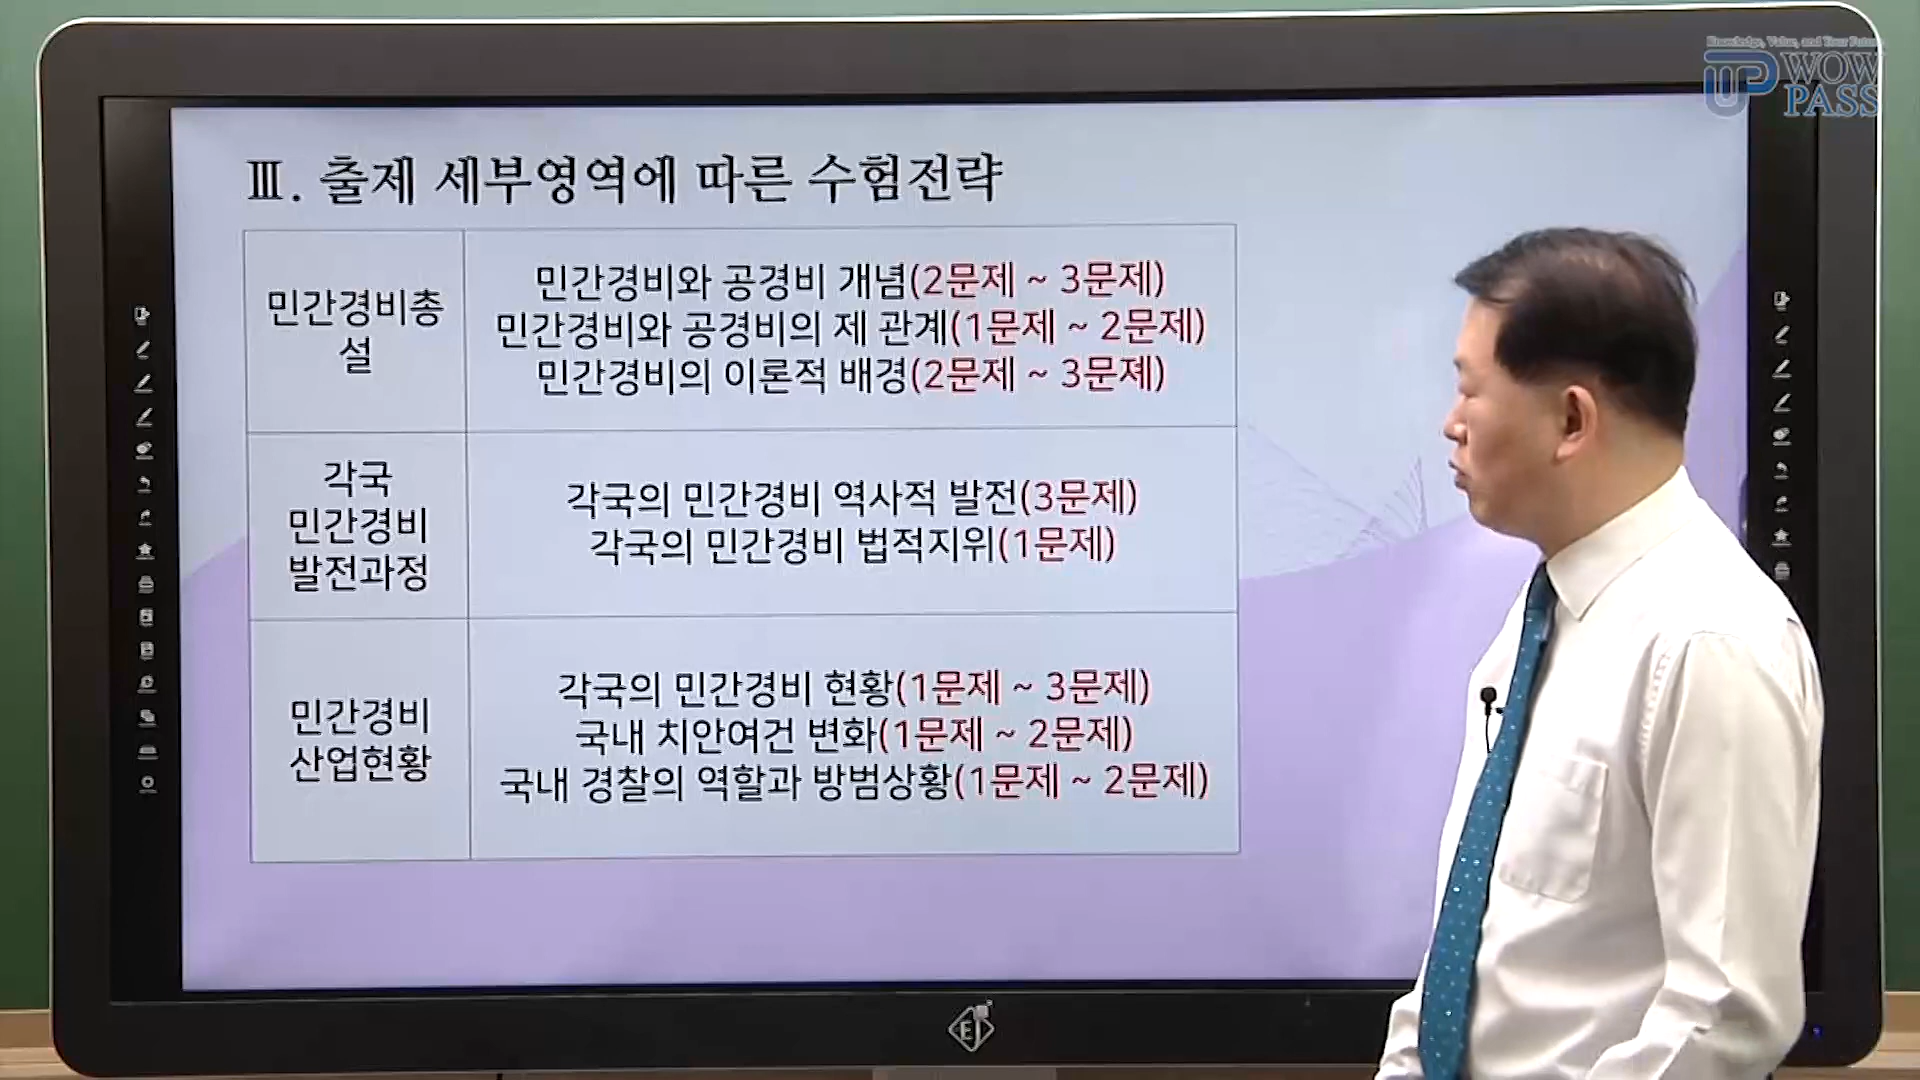 Knowledge, Value, and Your Future
WOW
PASS
Ⅲ. 출제 세부영역에 따른 수험전략
민간경비총
설
민간경비와 공경비 개념(2문제 ~ 3문제)
민간경비와 공경비의 제 관계(1문제 ~ 2문제)
민간경비의 이론적 배경(2문제 ~ 3문제)
각국
민간경비
발전과정
각국의 민간경비 역사적 발전(3문제)
각국의 민간경비 법적지위(1문제)
민간경비
산업현황
각국의 민간경비 현황(1문제 ~ 3문제)
국내 치안여건 변화(1문제 ~ 2문제)
국내 경찰의 역할과 방범상황(1문제 ~ 2문제)